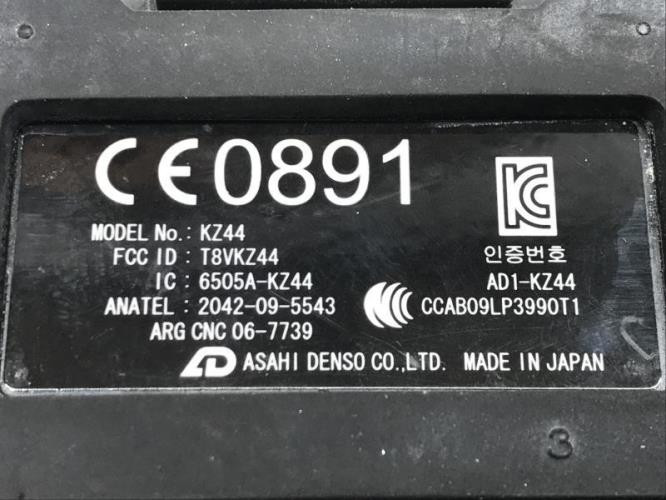 CE0891
MODEL No.: KZ44
FCC ID : T8VKZ44
IC : 6505A-KZ44
ANATEL : 2042-09-5543
ARG CNC 06-7739
KC
인증번호
AD1-KZ44
CCAB09LP3990T1
AD ASAHI DENSO CO.,LTD. MADE IN JAPAN
3